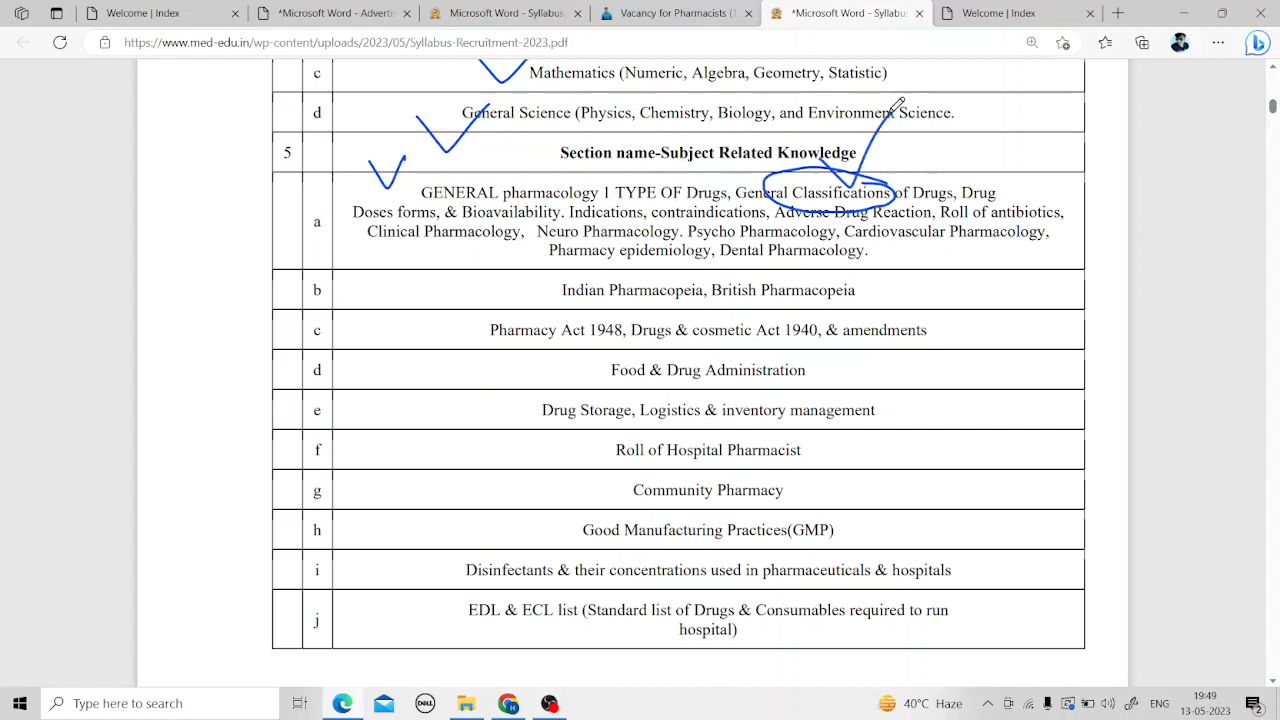 Welcome | Index
*Microsoft Word - Adverti
Microsoft Word - Syllabus_
Vacancy for Pharmacists (1
*Microsoft Word - Syllabus_
Welcome | Index
https://www.med-edu.in/wp-content/uploads/2023/05/Syllabus-Recruitment-2023.pdf
c Mathematics (Numeric, Algebra, Geometry, Statistic)
d General Science (Physics, Chemistry, Biology, and Environment Science.
5 Section name-Subject Related Knowledge
GENERAL pharmacology 1 TYPE OF Drugs, General Classifications of Drugs, Drug
Doses forms, & Bioavailability. Indications, contraindications, Adverse Drug Reaction, Roll of antibiotics,
a
Clinical Pharmacology, Neuro Pharmacology. Psycho Pharmacology, Cardiovascular Pharmacology,
Pharmacy epidemiology, Dental Pharmacology.
b Indian Pharmacopeia, British Pharmacopeia
c Pharmacy Act 1948, Drugs & cosmetic Act 1940, & amendments
d Food & Drug Administration
e Drug Storage, Logistics & inventory management
f Roll of Hospital Pharmacist
g Community Pharmacy
h Good Manufacturing Practices(GMP)
i Disinfectants & their concentrations used in pharmaceuticals & hospitals
j EDL & ECL list (Standard list of Drugs & Consumables required to run
hospital)
Type here to search
DELL
40°C Haze
ENG
19:49
13-05-2023
2